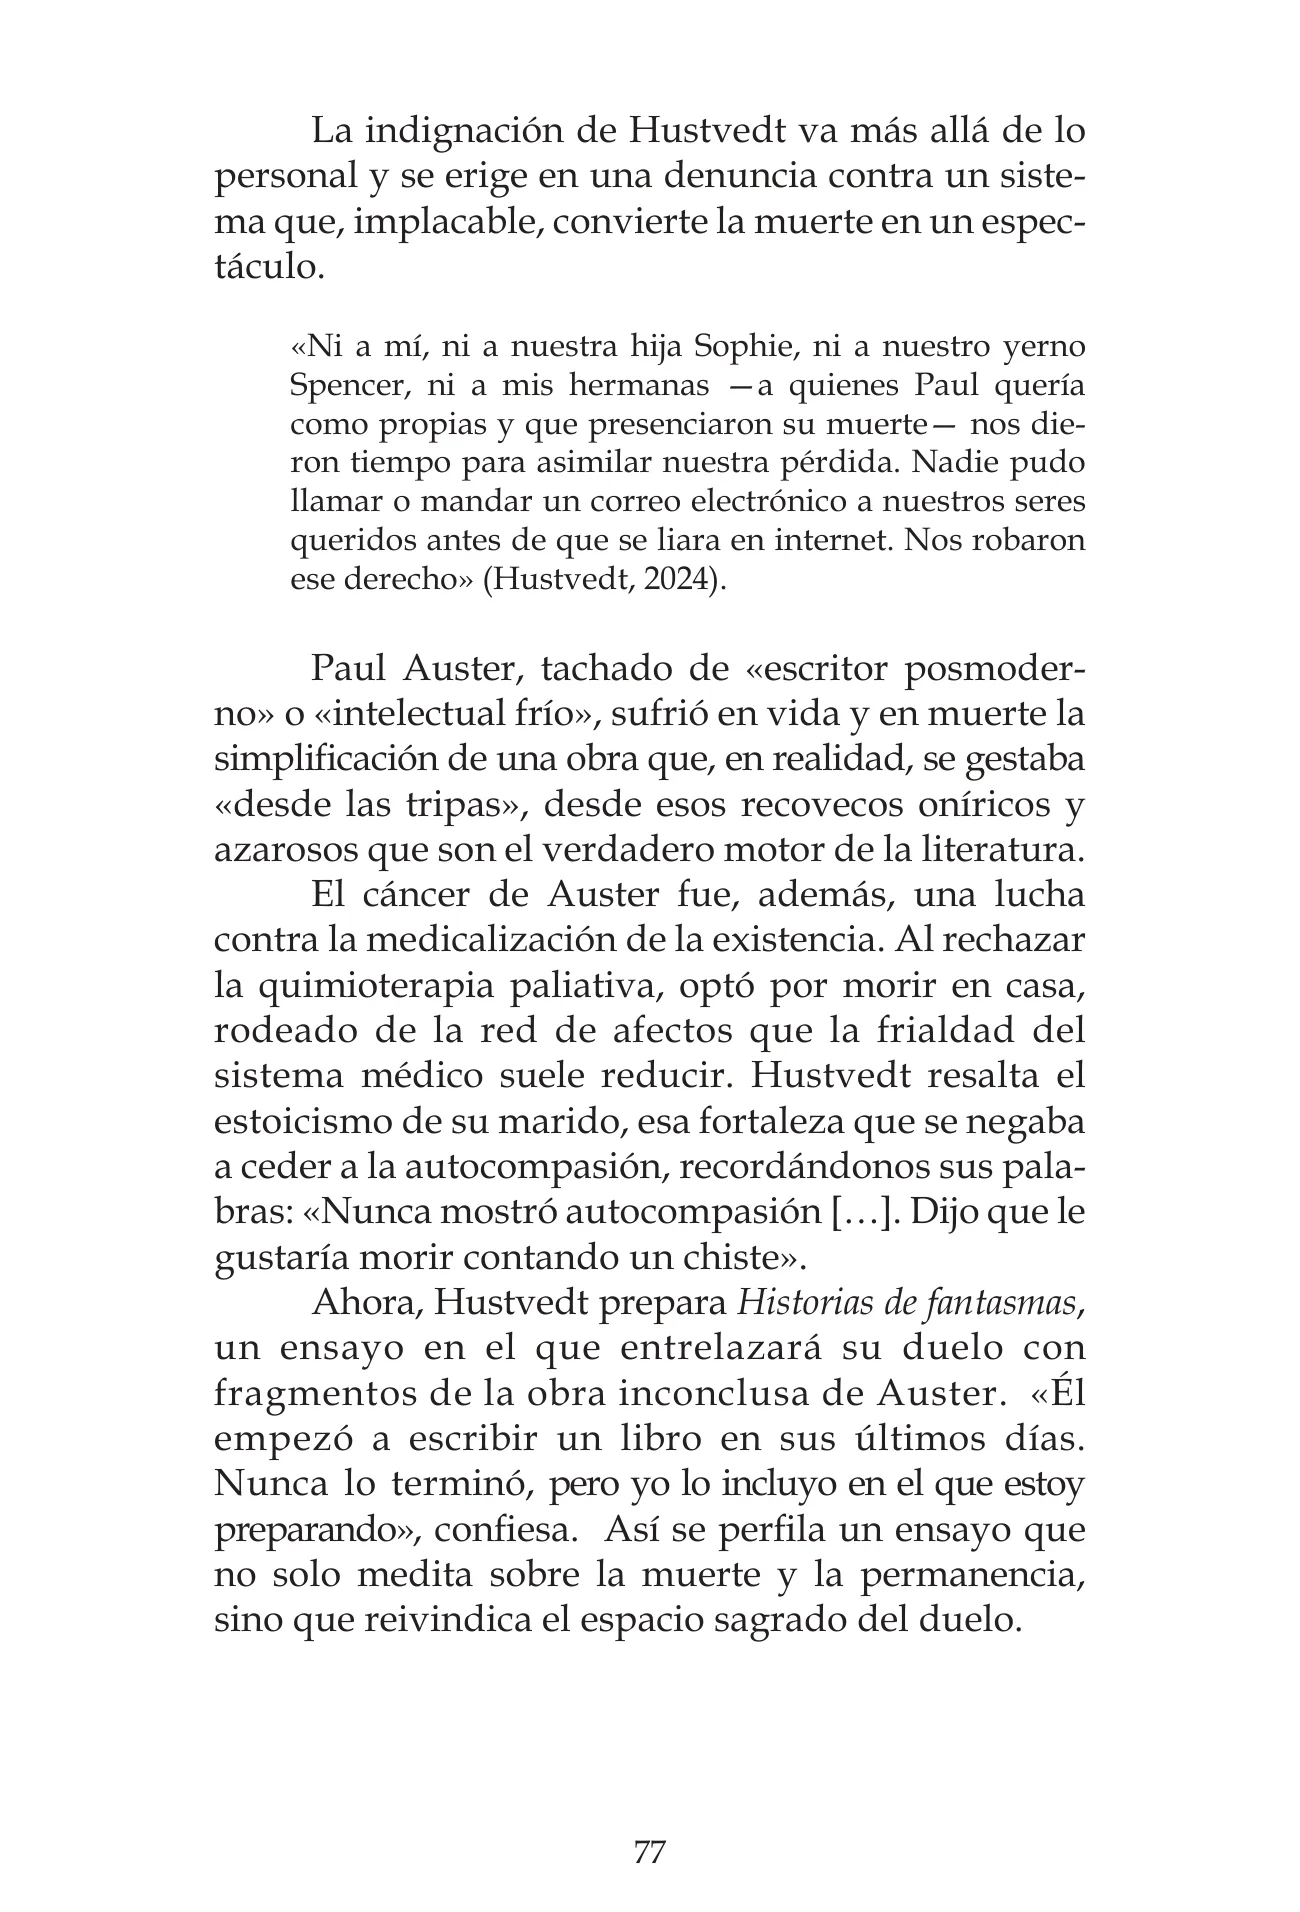 La indignación de Hustvedt va más allá de lo
personal y se erige en una denuncia contra un siste-
ma que, implacable, convierte la muerte en un espec-
táculo.
«Ni a mí, ni a nuestra hija Sophie, ni a nuestro yerno
Spencer, ni a mis hermanas —a quienes Paul quería
como propias y que presenciaron su muerte— nos die-
ron tiempo para asimilar nuestra pérdida. Nadie pudo
llamar o mandar un correo electrónico a nuestros seres
queridos antes de que se liara en internet. Nos robaron
ese derecho» (Hustvedt, 2024).
Paul Auster, tachado de «escritor posmoder-
no» o «intelectual frío», sufrió en vida y en muerte la
simplificación de una obra que, en realidad, se gestaba
«desde las tripas», desde esos recovecos oníricos y
azarosos que son el verdadero motor de la literatura.
El cáncer de Auster fue, además, una lucha
contra la medicalización de la existencia. Al rechazar
la quimioterapia paliativa, optó por morir en casa,
rodeado de la red de afectos que la frialdad del
sistema médico suele reducir. Hustvedt resalta el
estoicismo de su marido, esa fortaleza que se negaba
a ceder a la autocompasión, recordándonos sus pala-
bras: «Nunca mostró autocompasión […]. Dijo que le
gustaría morir contando un chiste».
Ahora, Hustvedt prepara Historias de fantasmas,
un ensayo en el que entrelazará su duelo con
fragmentos de la obra inconclusa de Auster. «Él
empezó a escribir un libro en sus últimos días.
Nunca lo terminó, pero yo lo incluyo en el que estoy
preparando», confiesa. Así se perfila un ensayo que
no solo medita sobre la muerte y la permanencia,
sino que reivindica el espacio sagrado del duelo.
77